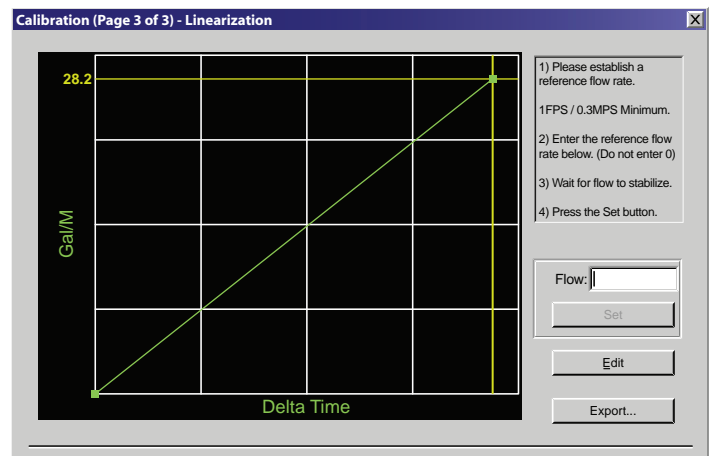 Calibration (Page 3 of 3) - Linearization
X
28.2
Gal/M
Delta Time
1) Please establish a
reference flow rate.
1FPS / 0.3MPS Minimum.
2) Enter the reference flow
rate below. (Do not enter 0)
3) Wait for flow to stabilize.
4) Press the Set button.
Flow:
Set
Edit
Export...